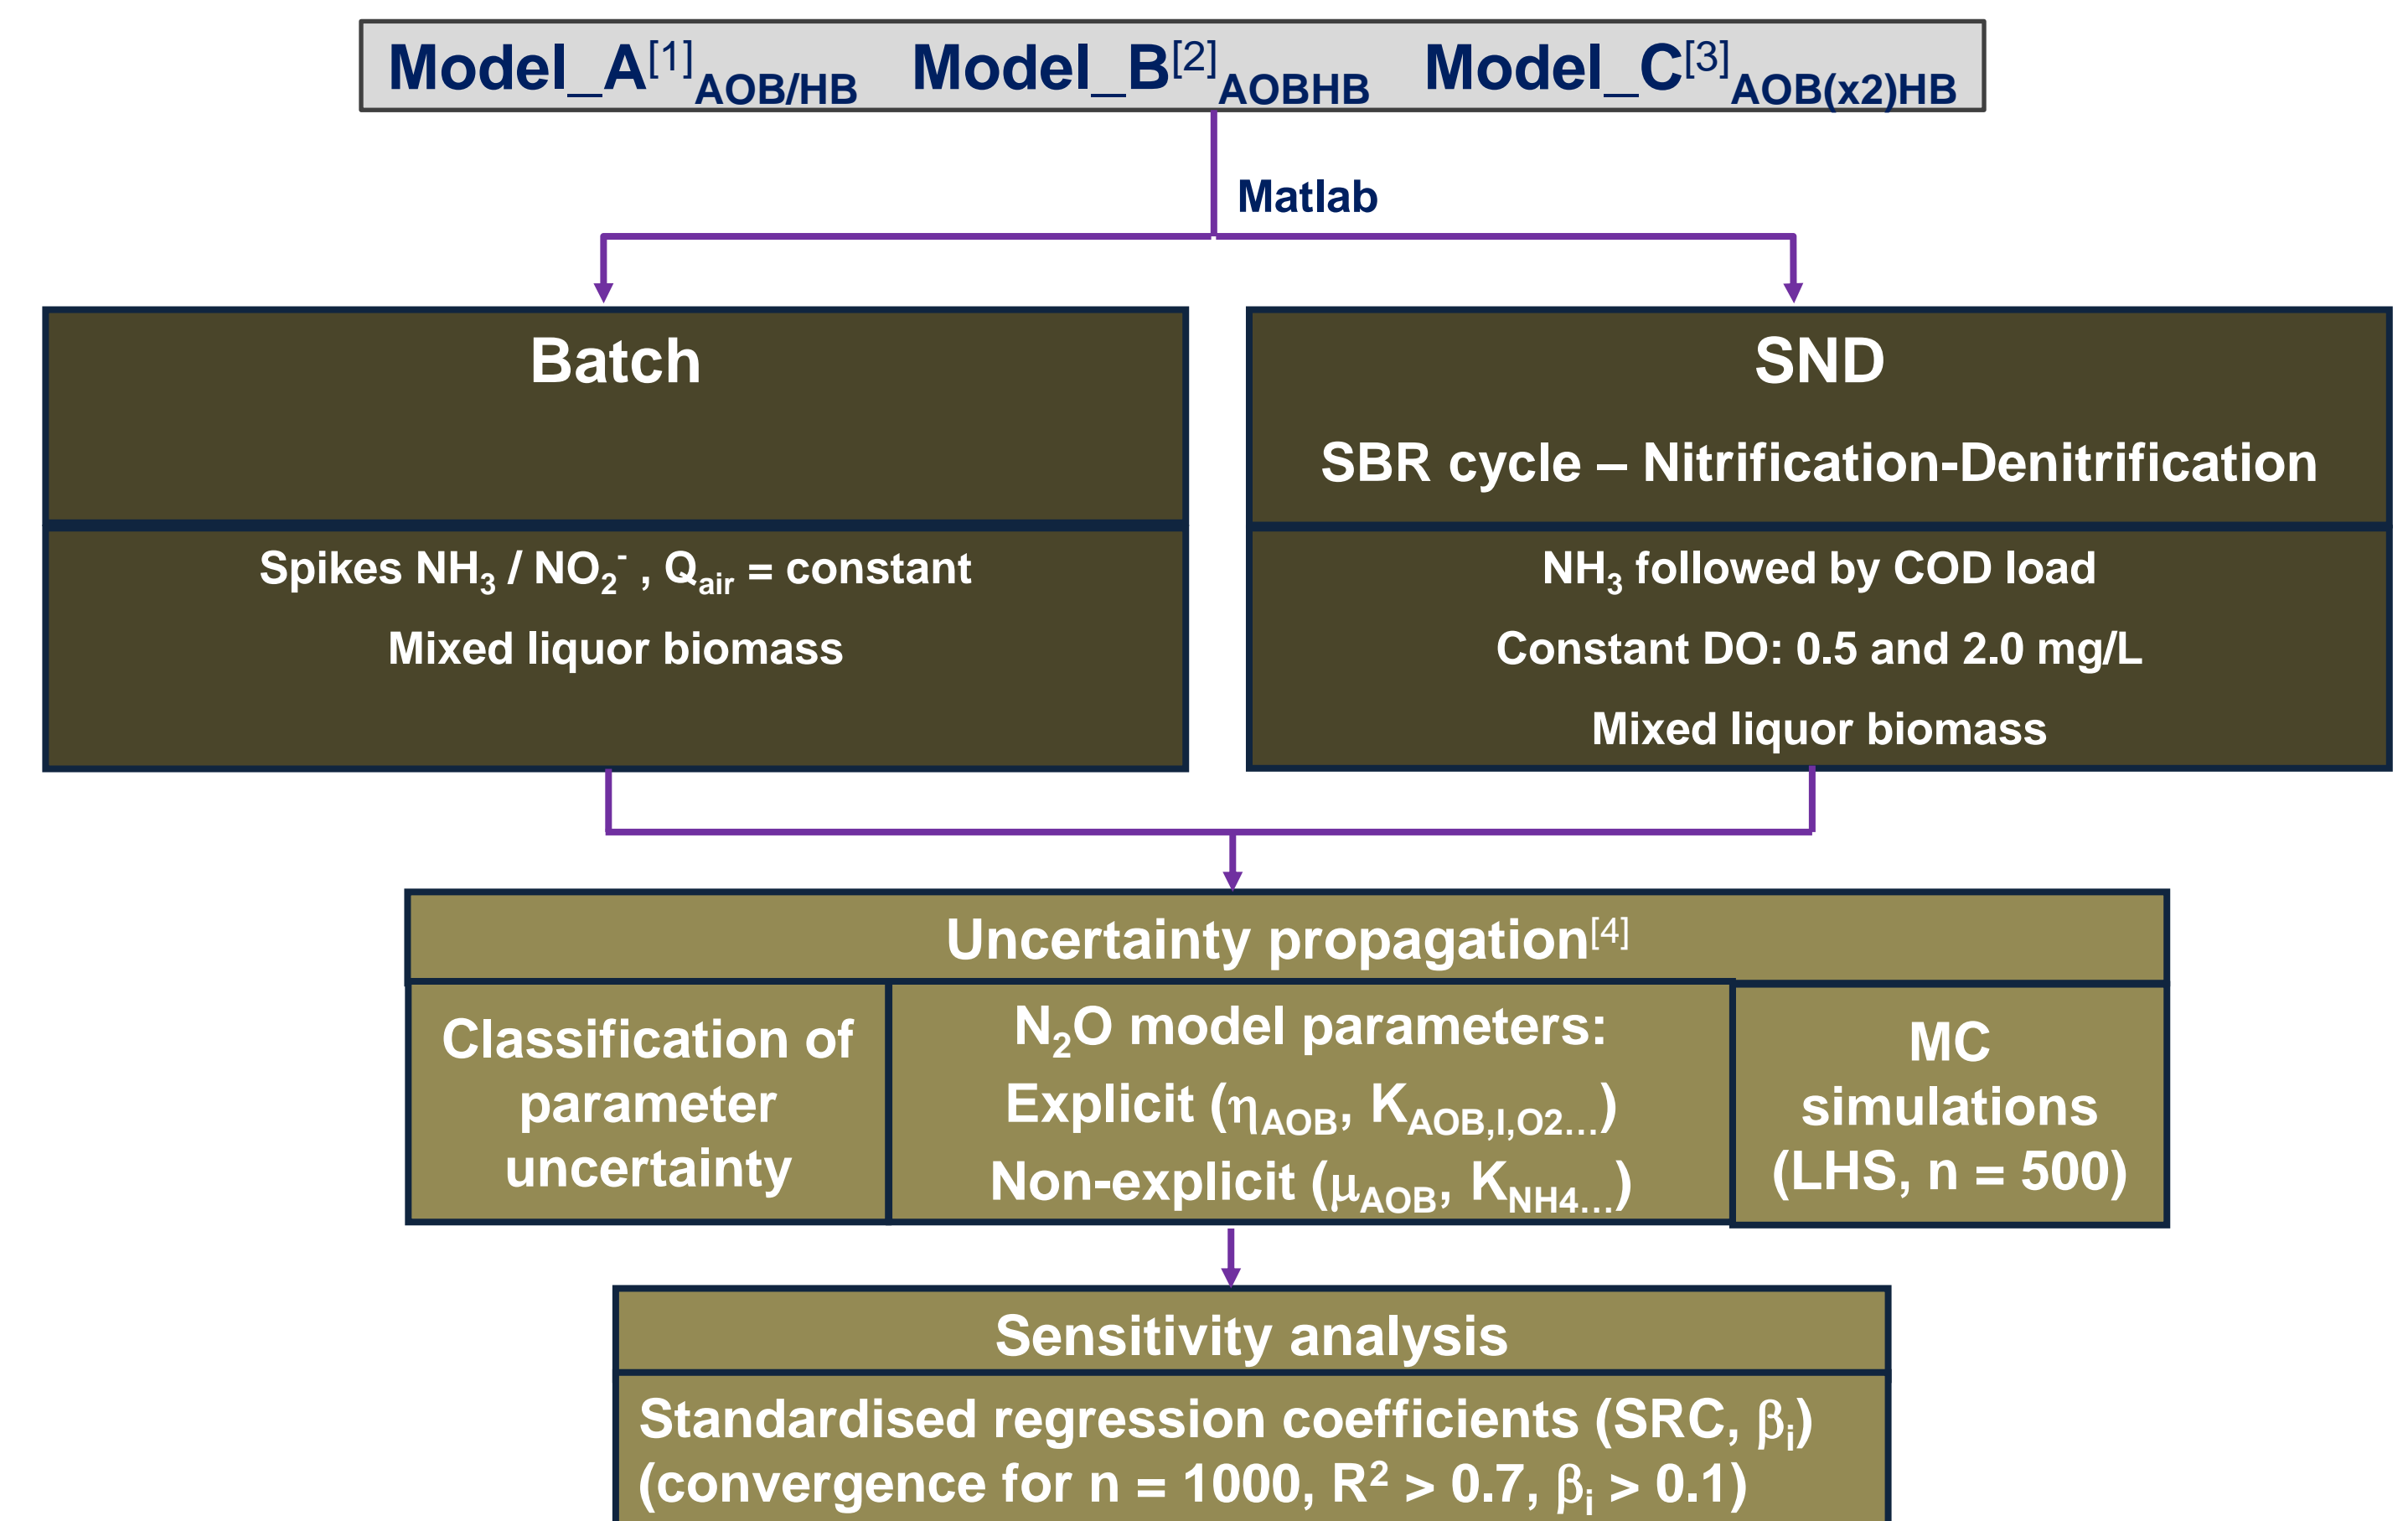 Model_A[1]AOB/HB Model_B[2]AOBHB Model_C[3]AOB(x2)HB
Matlab
Batch
Spikes NH3 / NO2- , Qair = constant
Mixed liquor biomass
SND
SBR cycle – Nitrification-Denitrification
NH3 followed by COD load
Constant DO: 0.5 and 2.0 mg/L
Mixed liquor biomass
Uncertainty propagation[4]
Classification of
parameter
uncertainty
N2O model parameters:
Explicit (ηAOB, KAOB,I,O2…)
Non-explicit (μAOB, KNH4…)
MC
simulations
(LHS, n = 500)
Sensitivity analysis
Standardised regression coefficients (SRC, βi)
(convergence for n = 1000, R2 > 0.7, βi > 0.1)